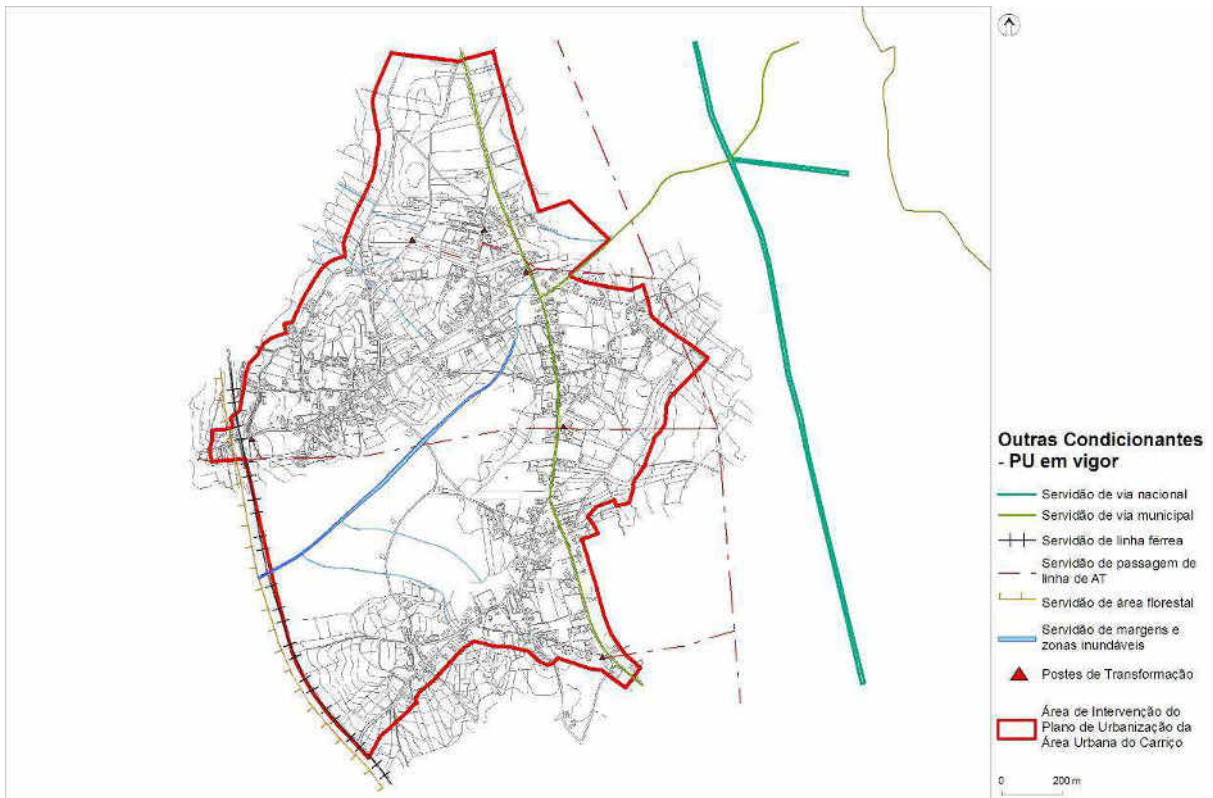 Outras Condicionantes
- PU em vigor
Servidão de via nacional
Servidão de via municipal
Servidão de linha férrea
Servidão de passagem de
linha de AT
Servidão de área florestal
Servidão de margens e
zonas inundáveis
Postes de Transformação
Área de Intervenção do
Plano de Urbanização da
Área Urbana do Carriço
0 200 m